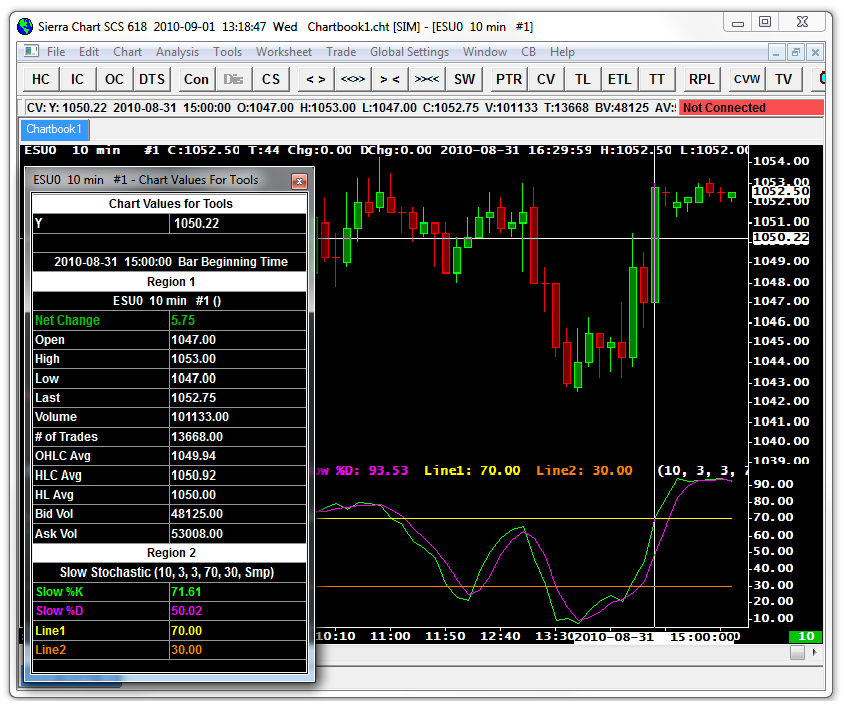 Sierra Chart SCS 618  2010-09-01  13:18:47  Wed   Chartbook1.cht [SIM] - [ESU0  10 min   #1]
File Edit Chart Analysis Tools Worksheet Trade Global Settings Window CB Help
HC IC OC DTS Con Dis CS < > <<>> > < >><< SW PTR CV TL ETL TT RPL CVW TV
CV: Y: 1050.22  2010-08-31  15:00:00  O:1047.00  H:1053.00  L:1047.00  C:1052.75  V:101133  T:13668  BV:48125  AV: Not Connected
Chartbook1
ESU0  10 min   #1 C:1052.50 T:44 Chg:0.00 DChg:0.00 2010-08-31 16:29:59 H:1052.50 L:1052.00
ESU0  10 min   #1 - Chart Values For Tools x
Chart Values for Tools
Y 1050.22
2010-08-31  15:00:00  Bar Beginning Time
Region 1
ESU0  10 min   #1 ()
Net Change 5.75
Open 1047.00
High 1053.00
Low 1047.00
Last 1052.75
Volume 101133.00
# of Trades 13668.00
OHLC Avg 1049.94
HLC Avg 1050.92
HL Avg 1050.00
Bid Vol 48125.00
Ask Vol 53008.00
Region 2
Slow Stochastic (10, 3, 3, 70, 30, Smp)
Slow %K 71.61
Slow %D 50.02
Line1 70.00
Line2 30.00
1054.00
1053.00
1052.50
1052.00
1051.00
1050.22
1049.00
1048.00
1047.00
1046.00
1045.00
1044.00
1043.00
1042.00
1041.00
1040.00
1039.00
%D: 93.53  Line1: 70.00  Line2: 30.00   (10, 3, 3,
90.00
80.00
70.00
60.00
50.00
40.00
30.00
20.00
10.00
10:10 11:00 11:50 12:40 13:30 2010-08-31  15:00:00 10